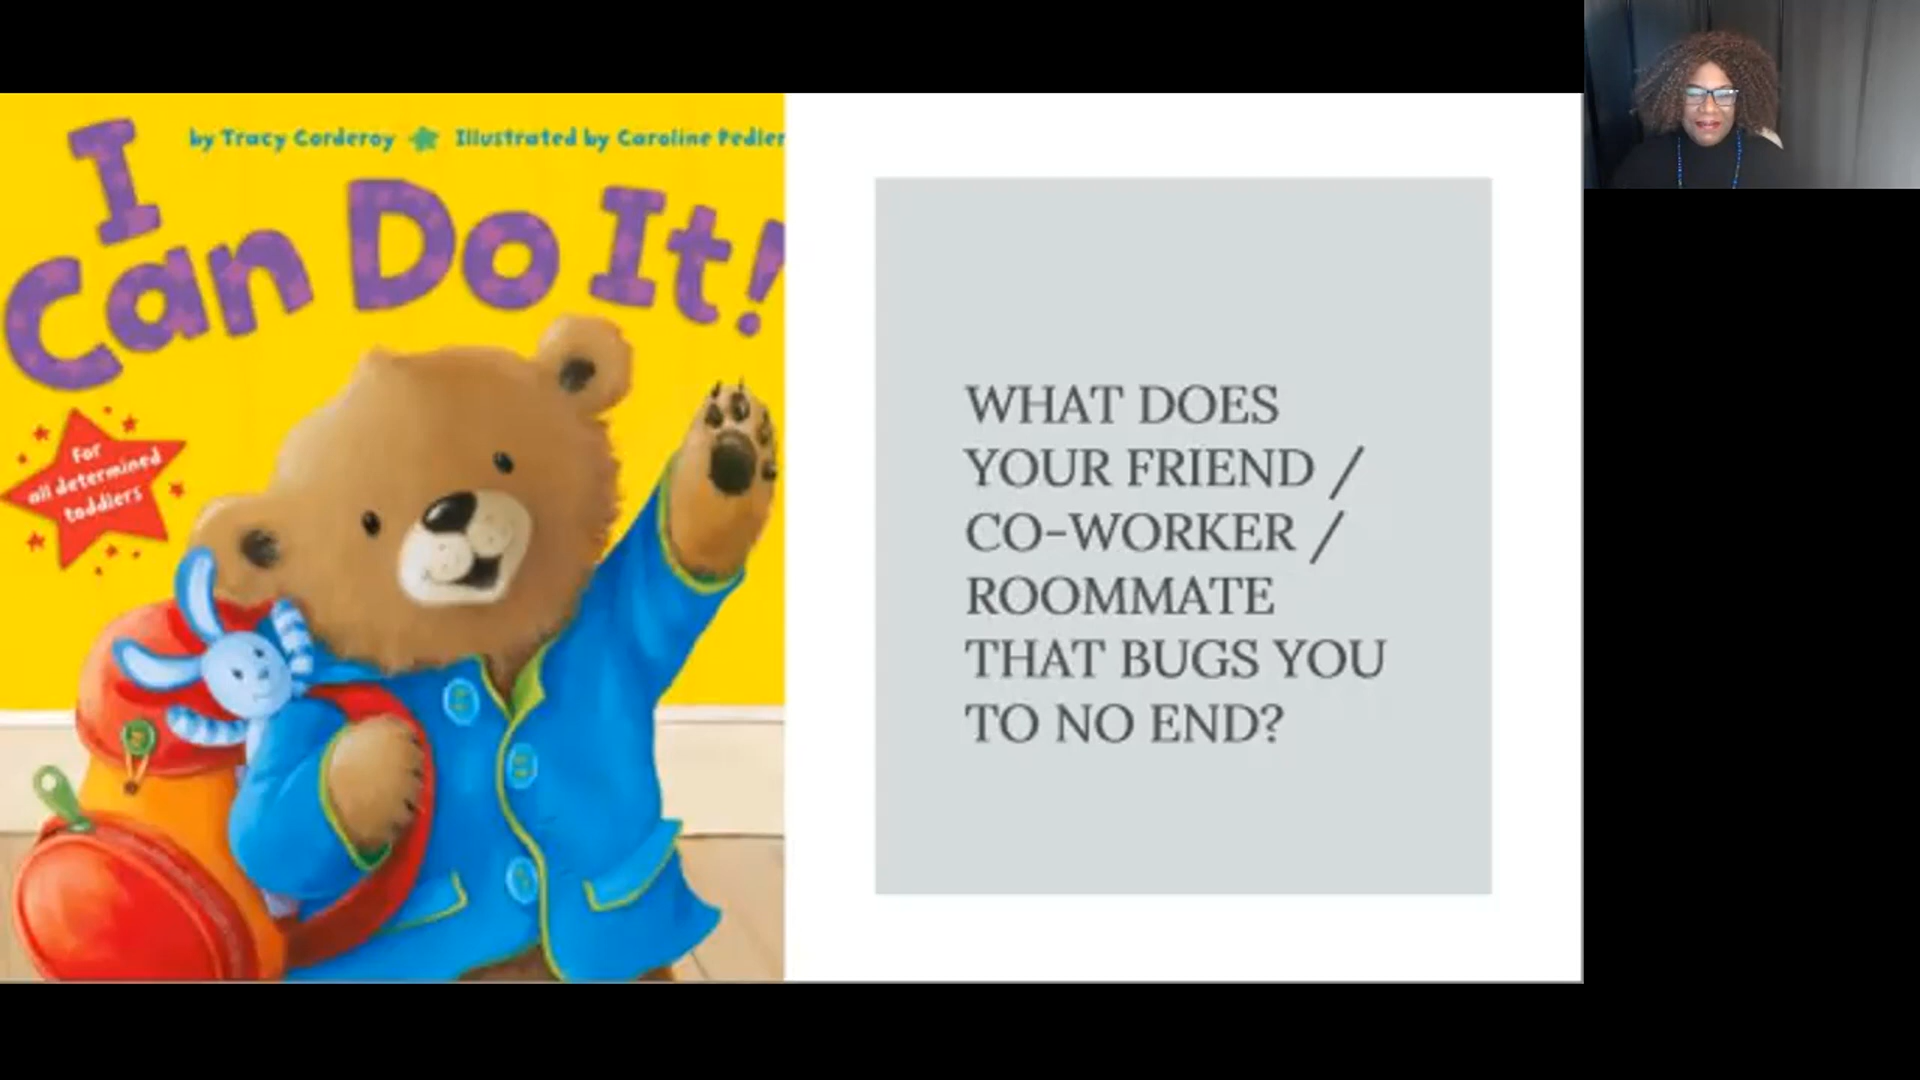 by Tracy Corderoy Illustrated by Caroline Pedler
I
Can Do It!
For
all determined
toddlers
WHAT DOES
YOUR FRIEND /
CO-WORKER /
ROOMMATE
THAT BUGS YOU
TO NO END?